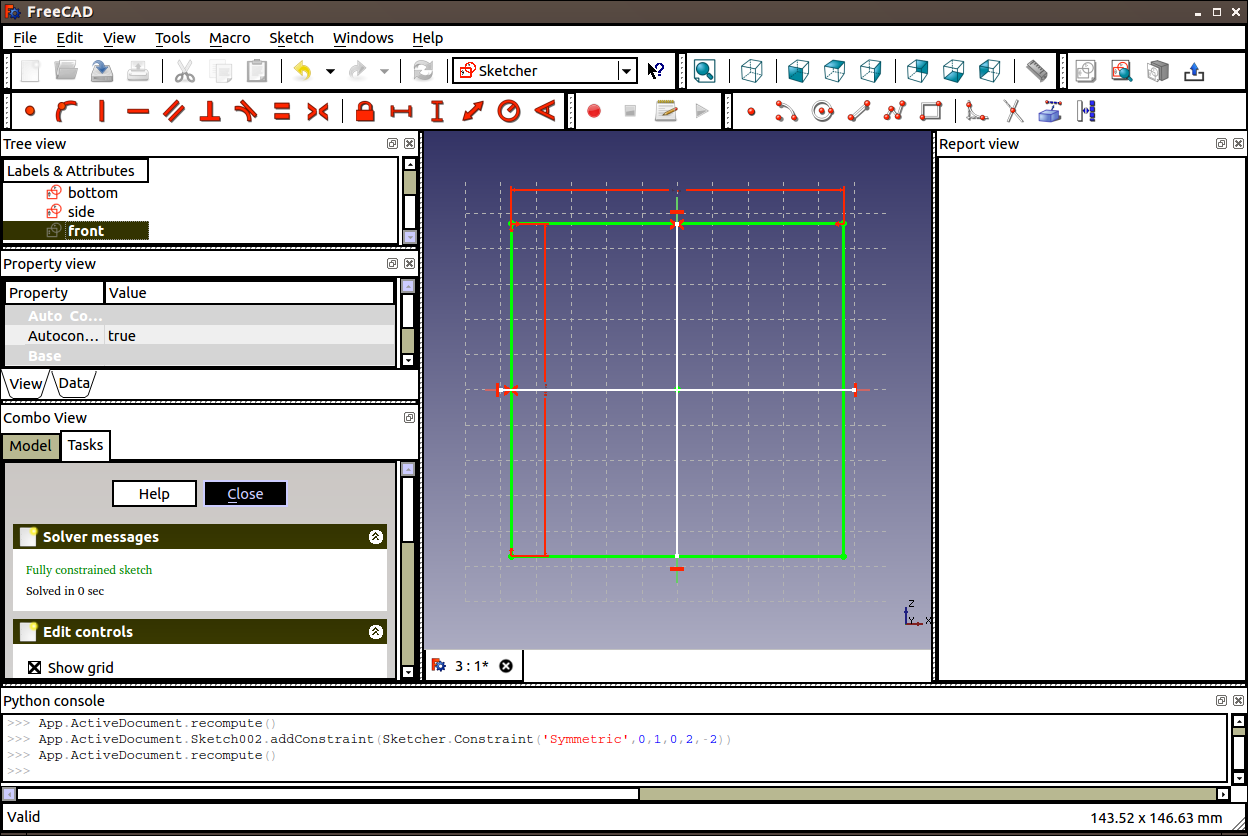 FreeCAD
File Edit View Tools Macro Sketch Windows Help
Sketcher
Tree view
Report view
Labels & Attributes
bottom
side
front
Property view
Property Value
Auto Co...
Autocon... true
Base
View Data
Combo View
Model Tasks
Help Close
Solver messages
Fully constrained sketch
Solved in 0 sec
Edit controls
Show grid
Z
Y X
3 : 1*
Python console
>>> App.ActiveDocument.recompute()
>>> App.ActiveDocument.Sketch002.addConstraint(Sketcher.Constraint('Symmetric',0,1,0,2,-2))
>>> App.ActiveDocument.recompute()
>>>
Valid 143.52 x 146.63 mm